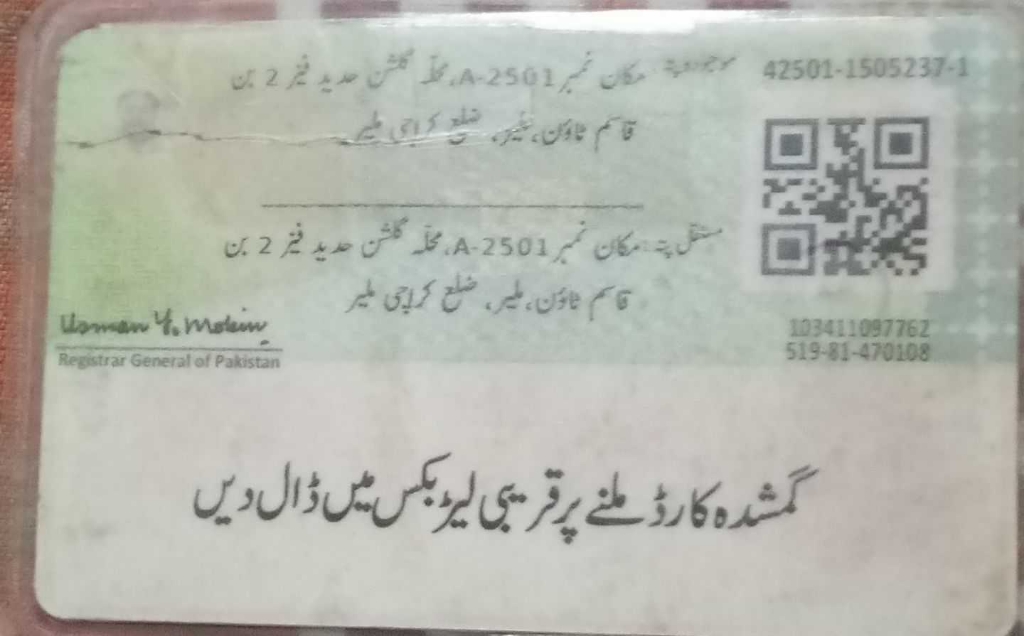 42501-1505237-1
موجودہ پتہ: مکان نمبر A-2501، محلہ گلشن حدید فیز 2 بن
قاسم ٹاؤن، ملیر، ضلع کراچی ملیر
مستقل پتہ: مکان نمبر A-2501، محلہ گلشن حدید فیز 2 بن
قاسم ٹاؤن، ملیر، ضلع کراچی ملیر
Usman Y. Mobin
Registrar General of Pakistan
103411097762
519-81-470108
گمشدہ کارڈ ملنے پر قریبی لیٹر بکس میں ڈال دیں